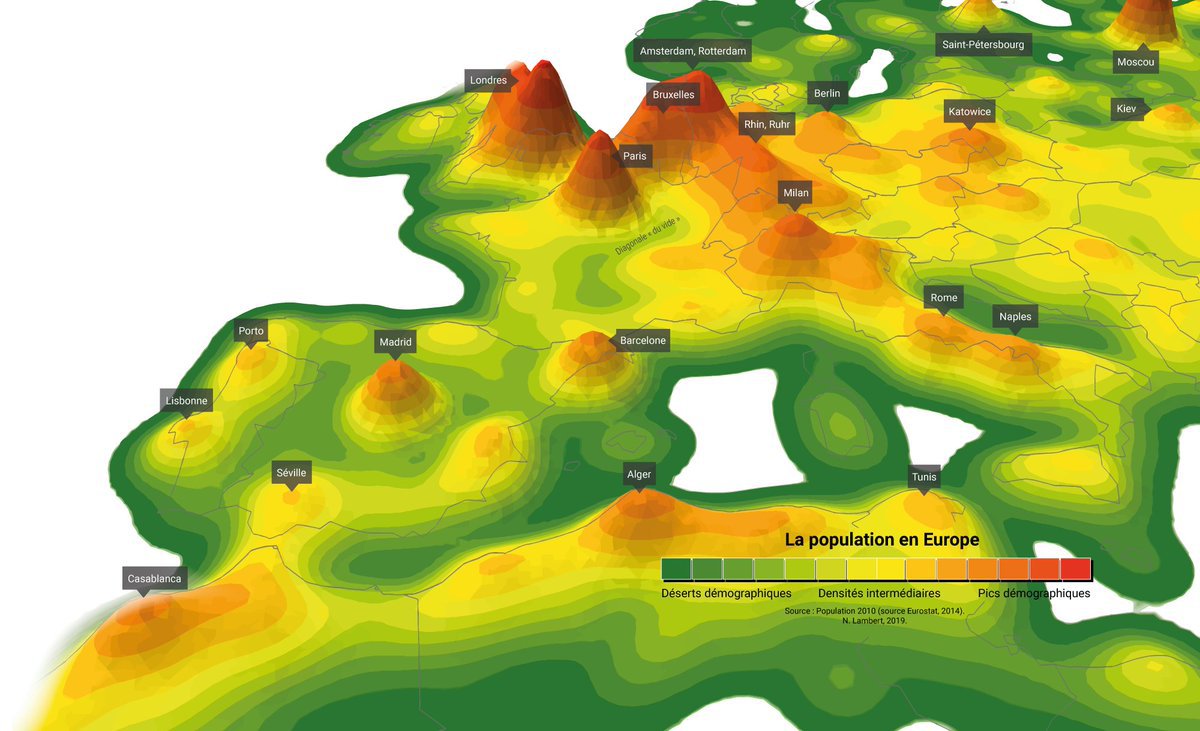 Saint-Pétersbourg
Amsterdam, Rotterdam
Moscou
Londres
Bruxelles
Berlin
Kiev
Katowice
Rhin, Ruhr
Paris
Milan
Diagonale « du vide »
Rome
Naples
Porto
Madrid
Barcelone
Lisbonne
Séville
Alger
Tunis
Casablanca
La population en Europe
Déserts démographiques Densités intermédiaires Pics démographiques
Source : Population 2010 (source Eurostat, 2014).
N. Lambert, 2019.